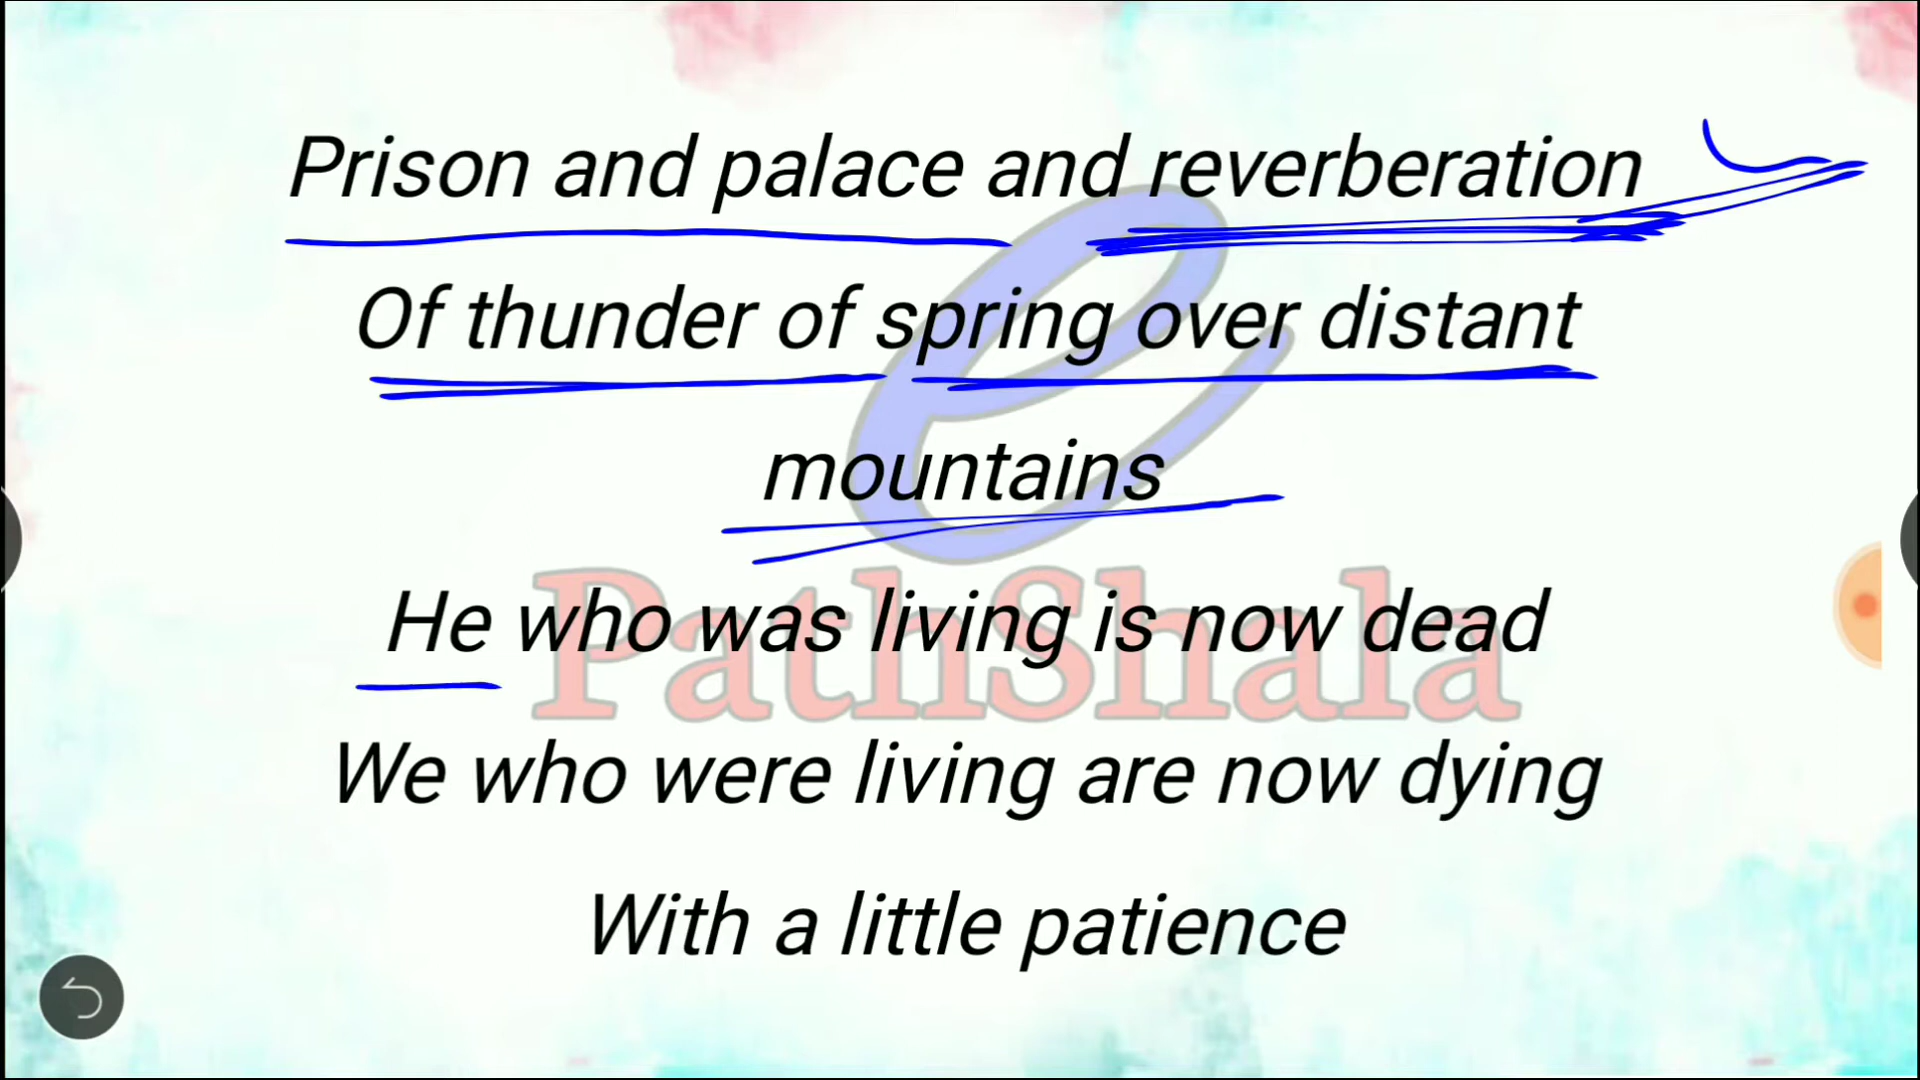 Prison and palace and reverberation
Of thunder of spring over distant
mountains
He who was living is now dead
We who were living are now dying
With a little patience
e
PathShala